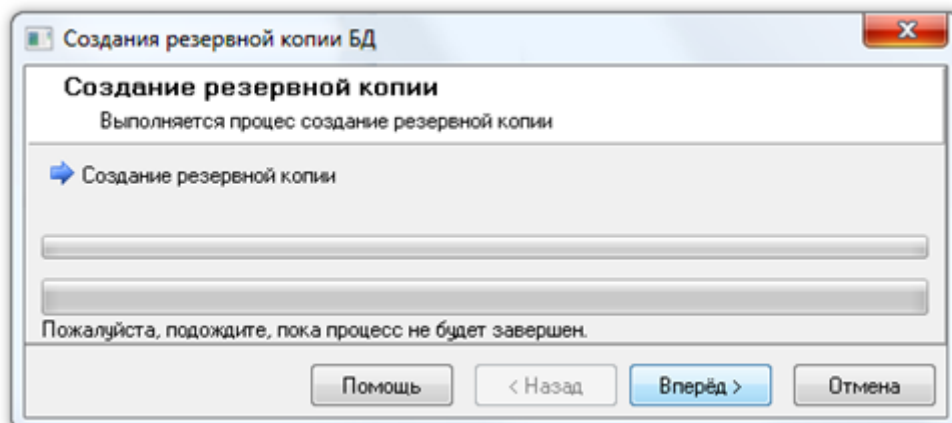 Создания резервной копии БД
Создание резервной копии
Выполняется процес создание резервной копии
Создание резервной копии
Пожалуйста, подождите, пока процесс не будет завершен.
Помощь < Назад Вперёд > Отмена